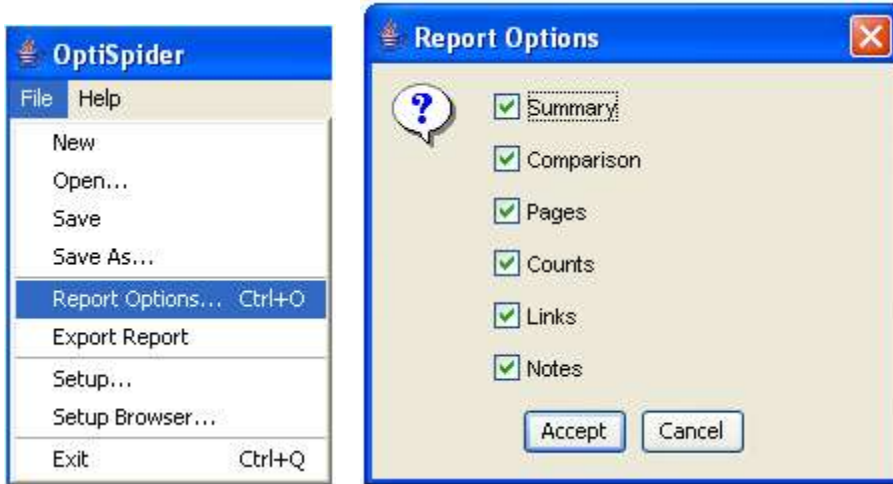 OptiSpider
File Help
New
Open...
Save
Save As...
Report Options... Ctrl+O
Export Report
Setup...
Setup Browser...
Exit Ctrl+Q
Report Options
?
Summary
Comparison
Pages
Counts
Links
Notes
Accept Cancel